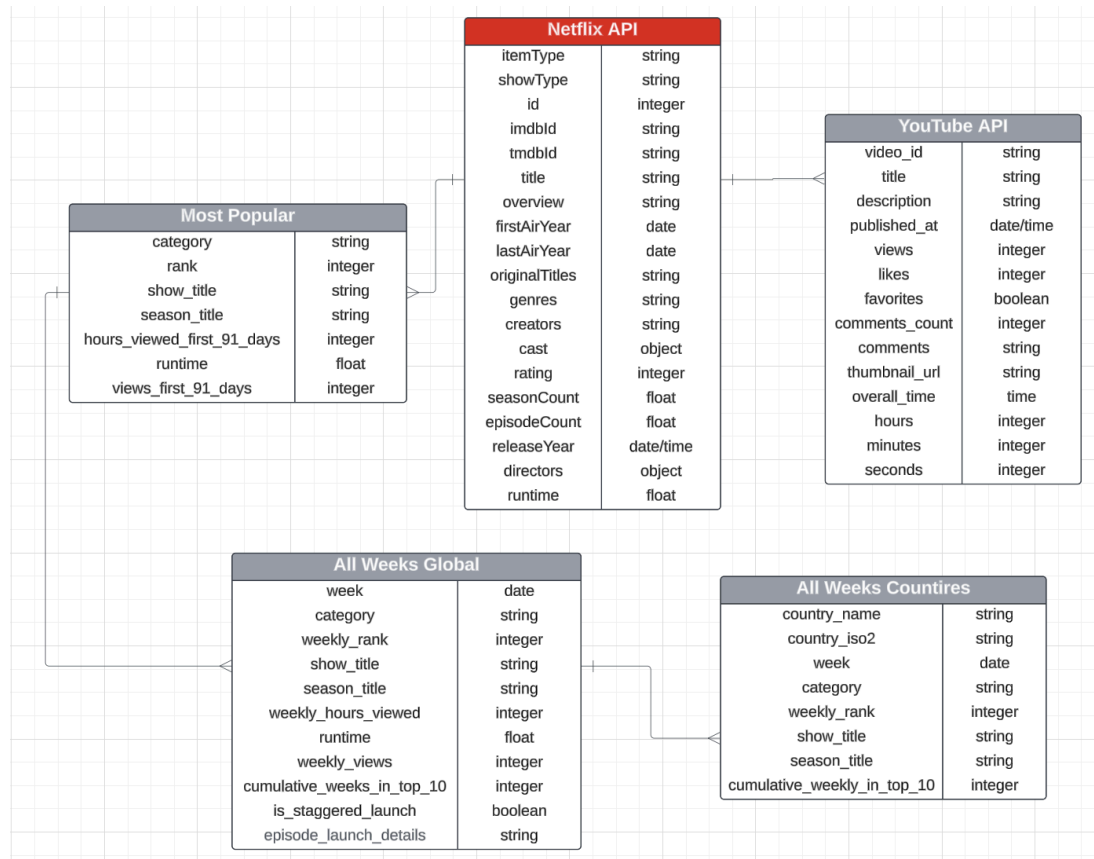 Netflix API
itemType string
showType string
id integer
imdbId string
tmdbId string
title string
overview string
firstAirYear date
lastAirYear date
originalTitles string
genres string
creators string
cast object
rating integer
seasonCount float
episodeCount float
releaseYear date/time
directors object
runtime float
YouTube API
video_id string
title string
description string
published_at date/time
views integer
likes integer
favorites boolean
comments_count integer
comments string
thumbnail_url string
overall_time time
hours integer
minutes integer
seconds integer
Most Popular
category string
rank integer
show_title string
season_title string
hours_viewed_first_91_days integer
runtime float
views_first_91_days integer
All Weeks Global
week date
category string
weekly_rank integer
show_title string
season_title string
weekly_hours_viewed integer
runtime float
weekly_views integer
cumulative_weeks_in_top_10 integer
is_staggered_launch boolean
episode_launch_details string
All Weeks Countires
country_name string
country_iso2 string
week date
category string
weekly_rank integer
show_title string
season_title string
cumulative_weekly_in_top_10 integer